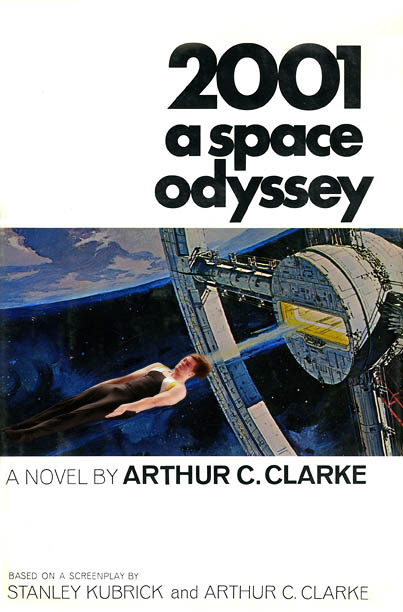 2001
a space
odyssey
A NOVEL BY ARTHUR C. CLARKE
BASED ON A SCREENPLAY BY
STANLEY KUBRICK and ARTHUR C. CLARKE